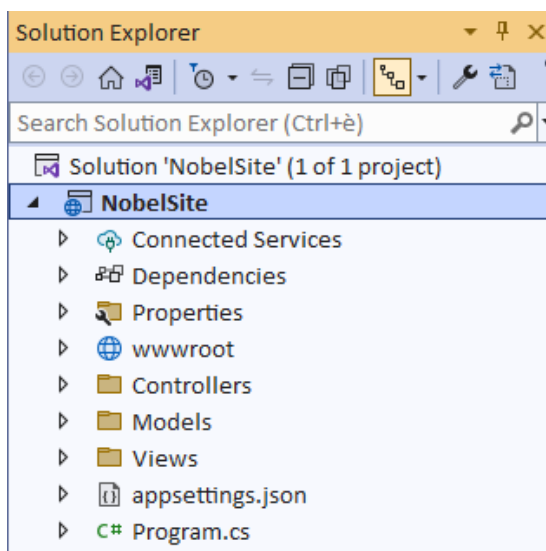 Solution Explorer
Search Solution Explorer (Ctrl+è)
Solution 'NobelSite' (1 of 1 project)
NobelSite
Connected Services
Dependencies
Properties
wwwroot
Controllers
Models
Views
appsettings.json
C# Program.cs